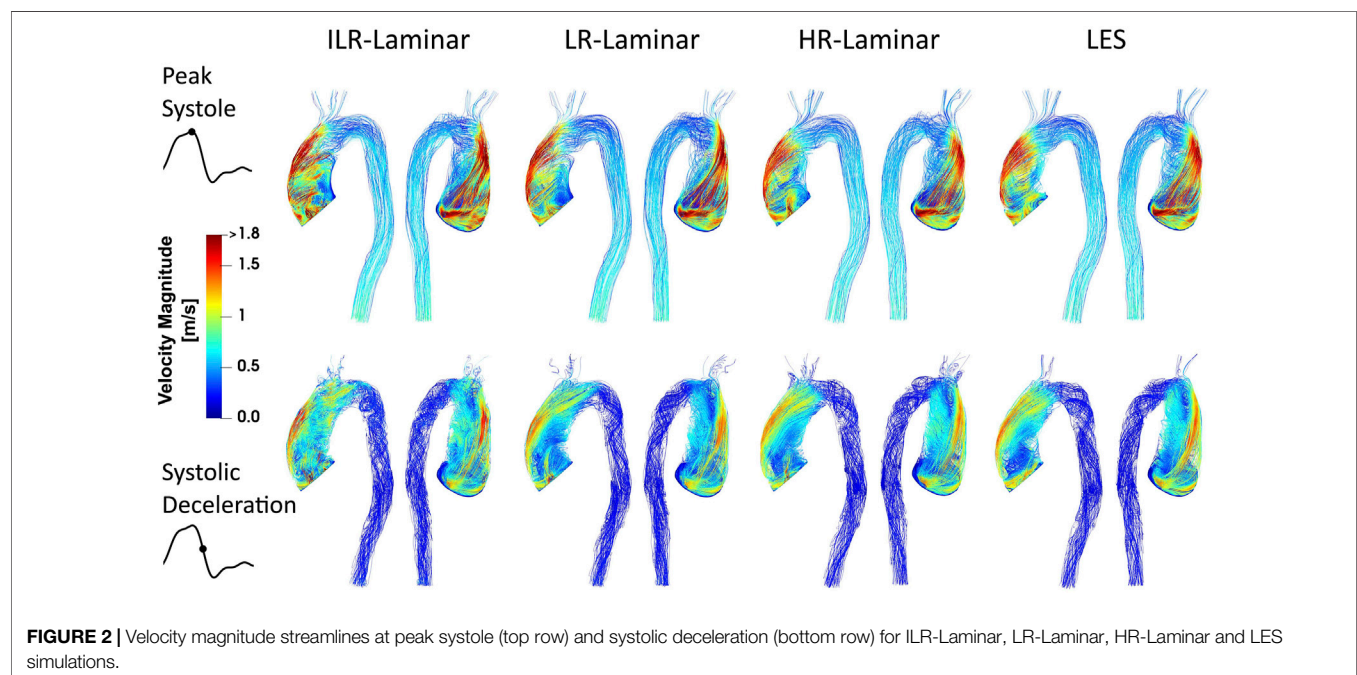 ILR-Laminar
LR-Laminar
HR-Laminar
LES
Peak
Systole
Velocity Magnitude
[m/s]
>1.8
1.5
1
0.5
0.0
Systolic
Deceleration
FIGURE 2 | Velocity magnitude streamlines at peak systole (top row) and systolic deceleration (bottom row) for ILR-Laminar, LR-Laminar, HR-Laminar and LES
simulations.